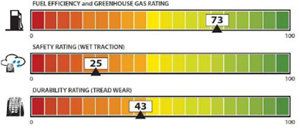 FUEL EFFICIENCY and GREENHOUSE GAS RATING
73
0 100
SAFETY RATING (WET TRACTION)
25
0 100
DURABILITY RATING (TREAD WEAR)
43
0 100